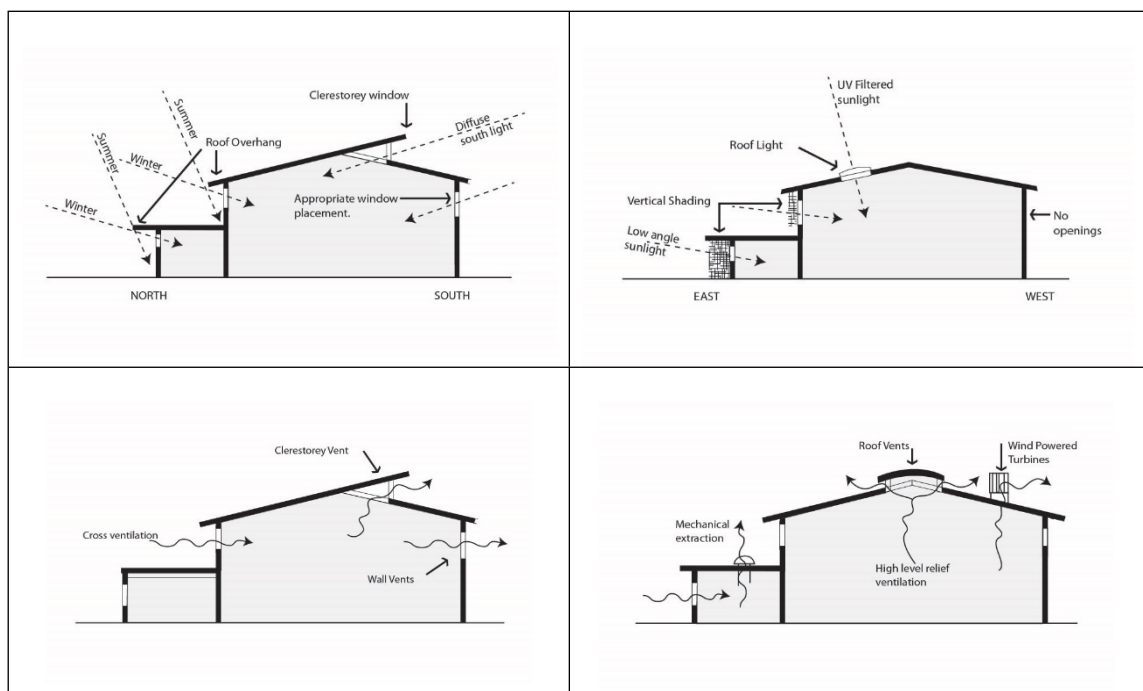 Clerestorey window
Summer
Summer
Roof Overhang
Diffuse
south light
Winter
Winter
Appropriate window
placement.
NORTH
SOUTH
UV Filtered
sunlight
Roof Light
Vertical Shading
Low angle
sunlight
No
openings
EAST
WEST
Clerestorey Vent
Cross ventilation
Wall Vents
Roof Vents
Wind Powered
Turbines
Mechanical
extraction
High level relief
ventilation